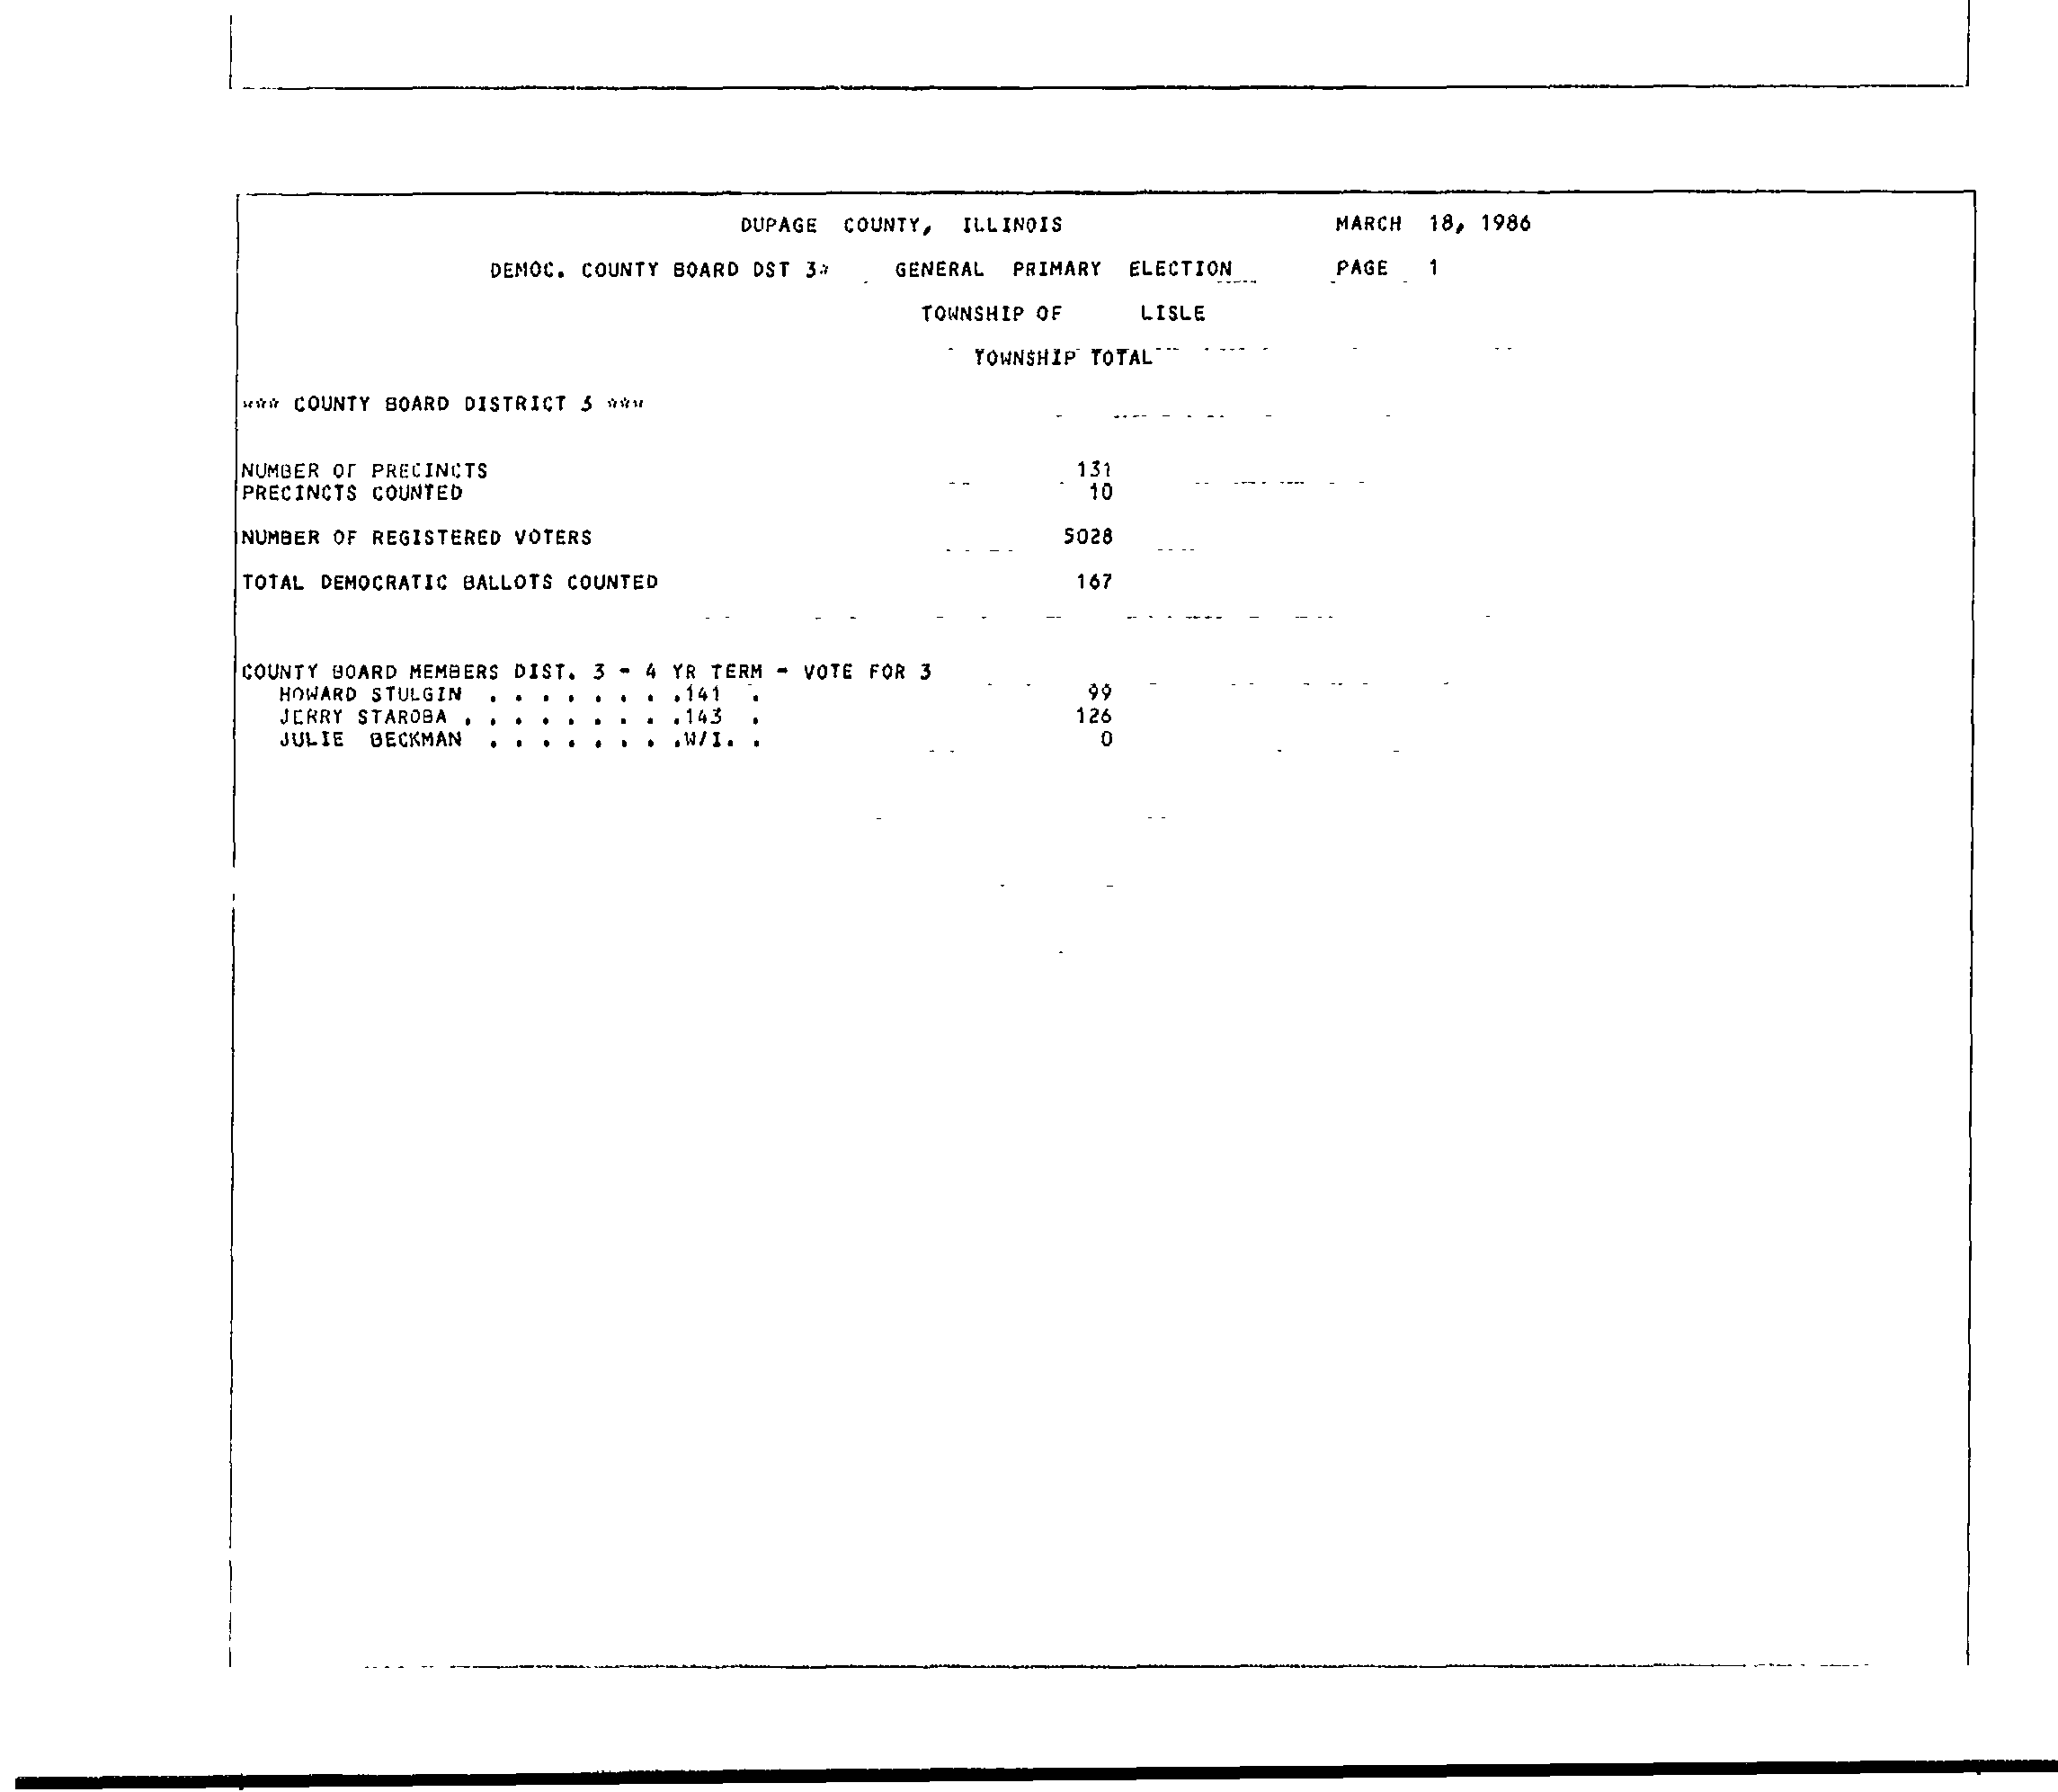 DUPAGE COUNTY, ILLINOIS MARCH 18, 1986
DEMOC. COUNTY BOARD DST 3* GENERAL PRIMARY ELECTION PAGE 1
TOWNSHIP OF LISLE
TOWNSHIP TOTAL
*** COUNTY BOARD DISTRICT 3 ***
NUMBER OF PRECINCTS 131
PRECINCTS COUNTED 10
NUMBER OF REGISTERED VOTERS 5028
TOTAL DEMOCRATIC BALLOTS COUNTED 167
COUNTY BOARD MEMBERS DIST. 3 - 4 YR TERM - VOTE FOR 3
HOWARD STULGIN . . . . . . . .141 . 99
JERRY STAROBA . . . . . . . . .143 . 126
JULIE BECKMAN . . . . . . . .W/I. . 0